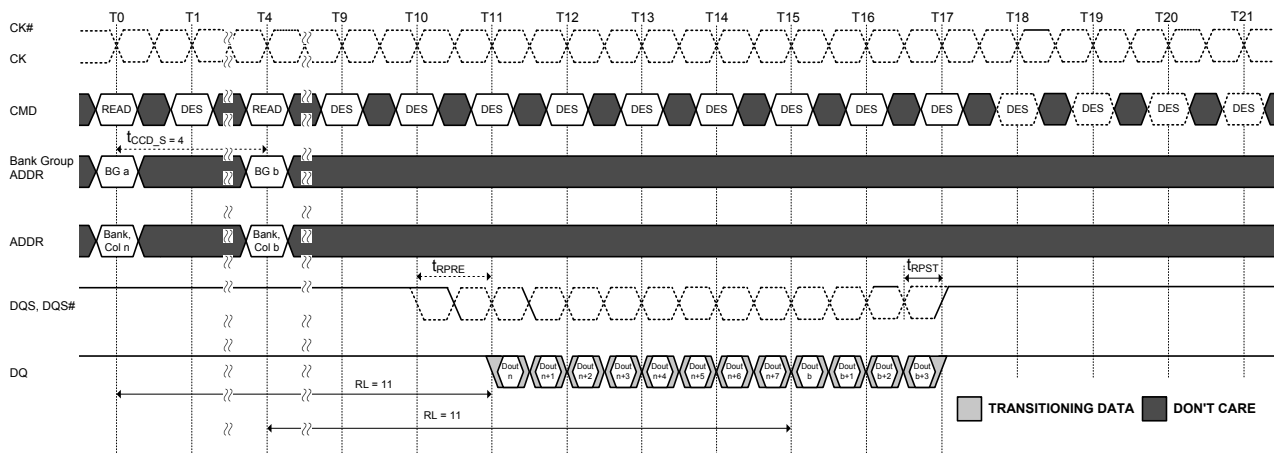 T0 T1 T4 T9 T10 T11 T12 T13 T14 T15 T16 T17 T18 T19 T20 T21
CK#
CK
CMD READ DES READ DES DES DES DES DES DES DES DES DES DES DES DES DES
tCCD_S = 4
Bank Group
ADDR
BG a BG b
ADDR
Bank,
Col n
Bank,
Col b
tRPRE tRPST
DQS, DQS#
DQ
Dout
n
Dout
n+1
Dout
n+2
Dout
n+3
Dout
n+4
Dout
n+5
Dout
n+6
Dout
n+7
Dout
b
Dout
b+1
Dout
b+2
Dout
b+3
RL = 11
RL = 11
TRANSITIONING DATA DON'T CARE